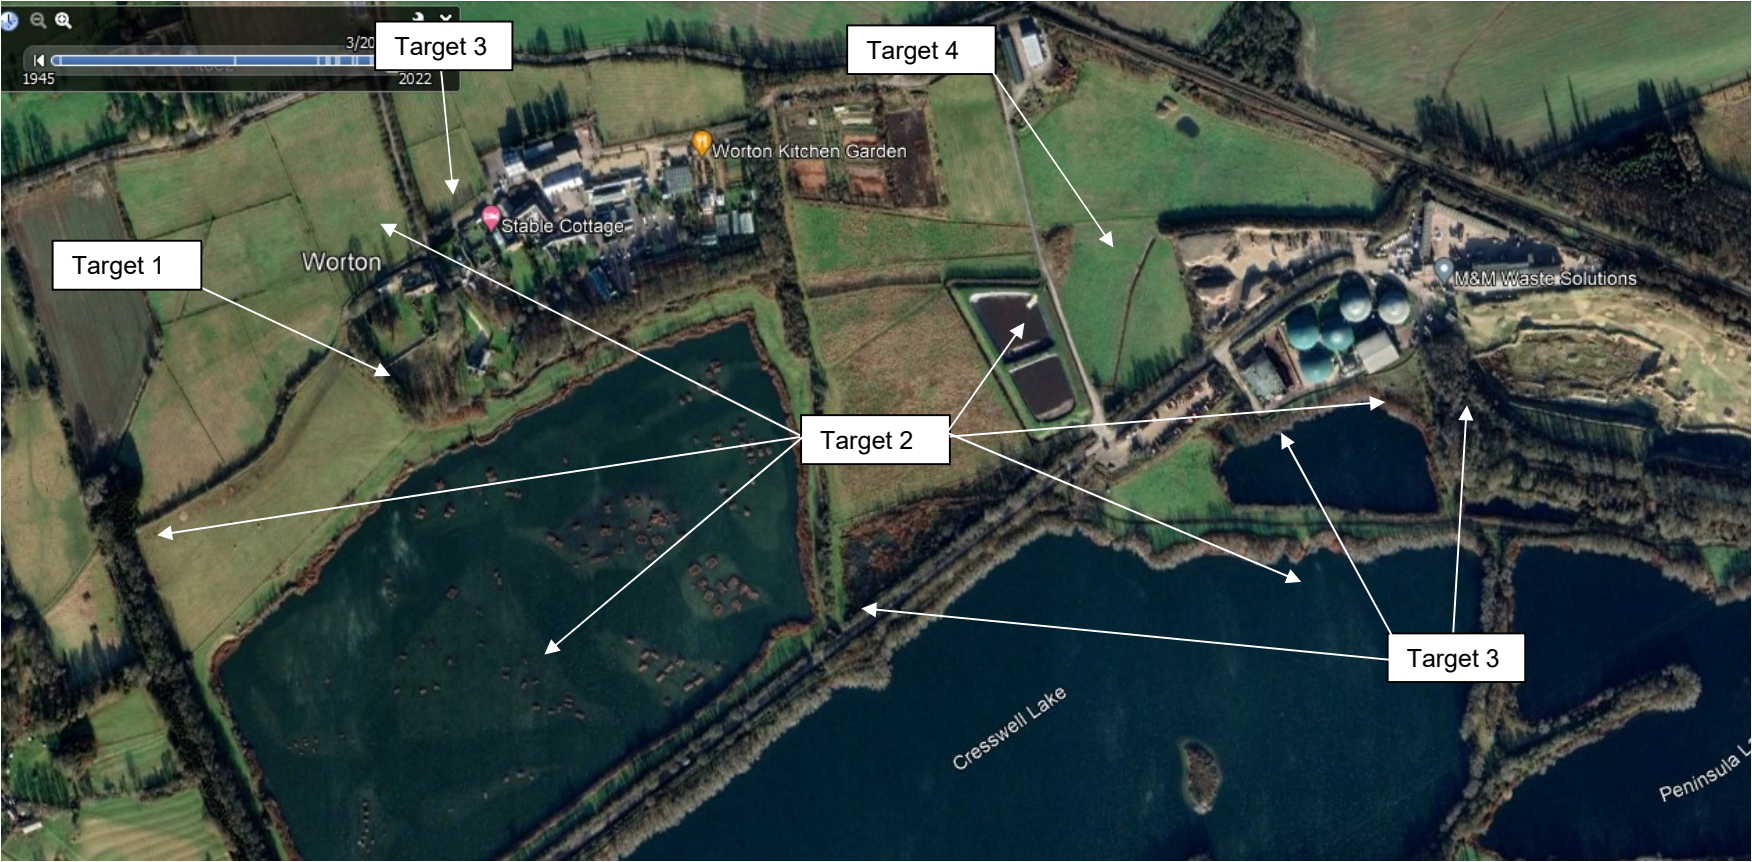 3/20
1945
2022
Target 3
Target 4
Worton Kitchen Garden
Stable Cottage
Target 1
Worton
M&M Waste Solutions
Target 2
Target 3
Cresswell Lake
Peninsula